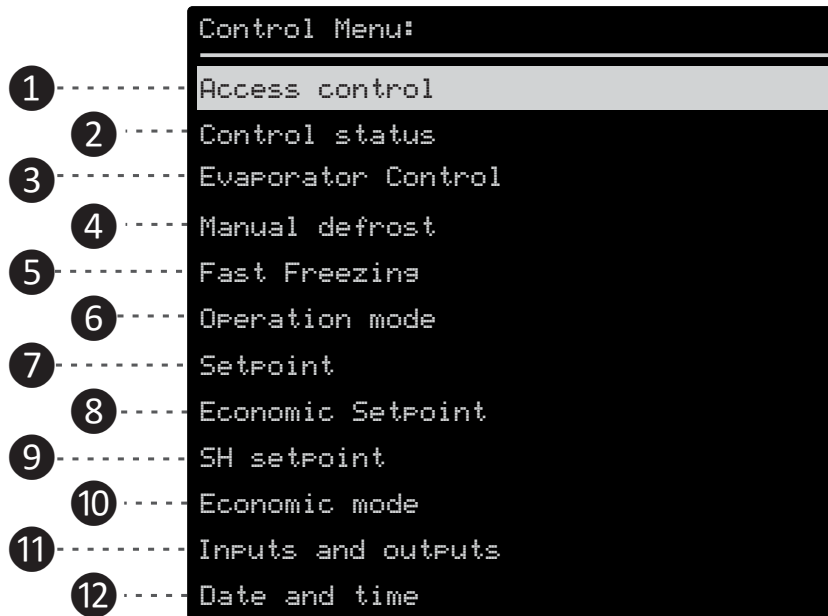 Control Menu:
1 Access control
2 Control status
3 Evaporator Control
4 Manual defrost
5 Fast Freezing
6 Operation mode
7 Setpoint
8 Economic Setpoint
9 SH setpoint
10 Economic mode
11 Inputs and outputs
12 Date and time